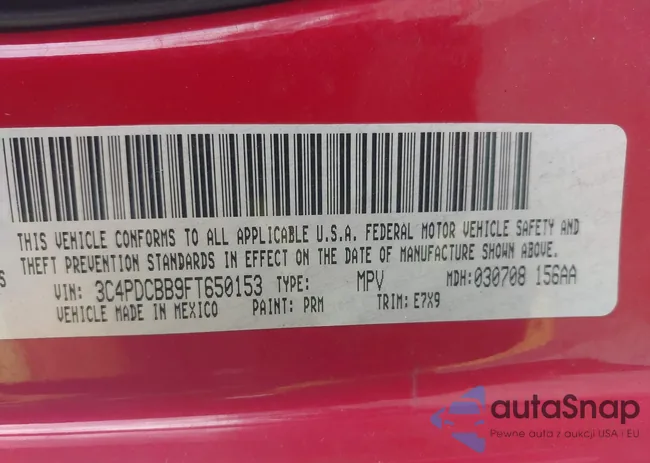 THIS VEHICLE CONFORMS TO ALL APPLICABLE U.S.A. FEDERAL MOTOR VEHICLE SAFETY AND
THEFT PREVENTION STANDARDS IN EFFECT ON THE DATE OF MANUFACTURE SHOWN ABOVE.
S
VIN: 3C4PDCBB9FT650153 TYPE: MPV MDH:030708 156AA
VEHICLE MADE IN MEXICO PAINT: PRM TRIM: E7X9
autaSnap
Pewne auta z aukcji USA i EU